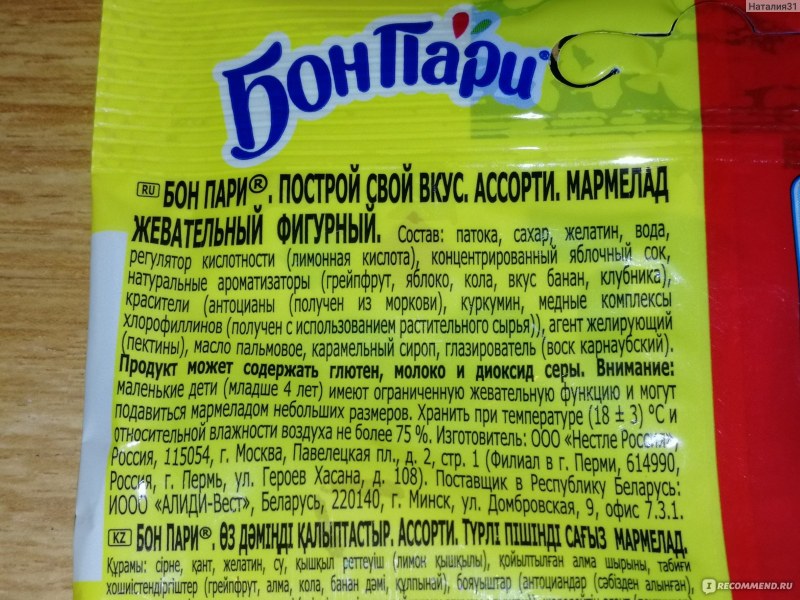 Наталия31
Бон Пари
RU БОН ПАРИ®. ПОСТРОЙ СВОЙ ВКУС. АССОРТИ. МАРМЕЛАД
ЖЕВАТЕЛЬНЫЙ ФИГУРНЫЙ. Состав: патока, сахар, желатин, вода,
регулятор кислотности (лимонная кислота), концентрированный яблочный сок,
натуральные ароматизаторы (грейпфрут, яблоко, кола, вкус банан, клубника),
красители (антоцианы (получен из моркови), куркумин, медные комплексы
хлорофиллинов (получен с использованием растительного сырья)), агент желирующий
(пектины), масло пальмовое, карамельный сироп, глазирователь (воск карнаубский).
Продукт может содержать глютен, молоко и диоксид серы. Внимание:
маленькие дети (младше 4 лет) имеют ограниченную жевательную функцию и могут
подавиться мармеладом небольших размеров. Хранить при температуре (18 ± 3) °С и
относительной влажности воздуха не более 75 %. Изготовитель: ООО «Нестле Россия»,
Россия, 115054, г. Москва, Павелецкая пл., д. 2, стр. 1 (Филиал в г. Перми, 614990,
Россия, г. Пермь, ул. Героев Хасана, д. 108). Поставщик в Республику Беларусь:
ИООО «АЛИДИ-Вест», Беларусь, 220140, г. Минск, ул. Домбровская, 9, офис 7.3.1.
KZ БОН ПАРИ®. ӨЗ ДӘМІҢДІ ҚАЛЫПТАСТЫР. АССОРТИ. ТҮРЛІ ПІШІНДІ САҒЫЗ МАРМЕЛАД.
Құрамы: сірне, қант, желатин, су, қышқыл реттеуіш (лимон қышқылы), қойылтылған алма шырыны, табиғи
хошиістендіргіштер (грейпфрут, алма, кола, банан дәмі, құлпынай), бояуыштар (антоциандар (сәбізден алынған),
IRECOMMEND.RU